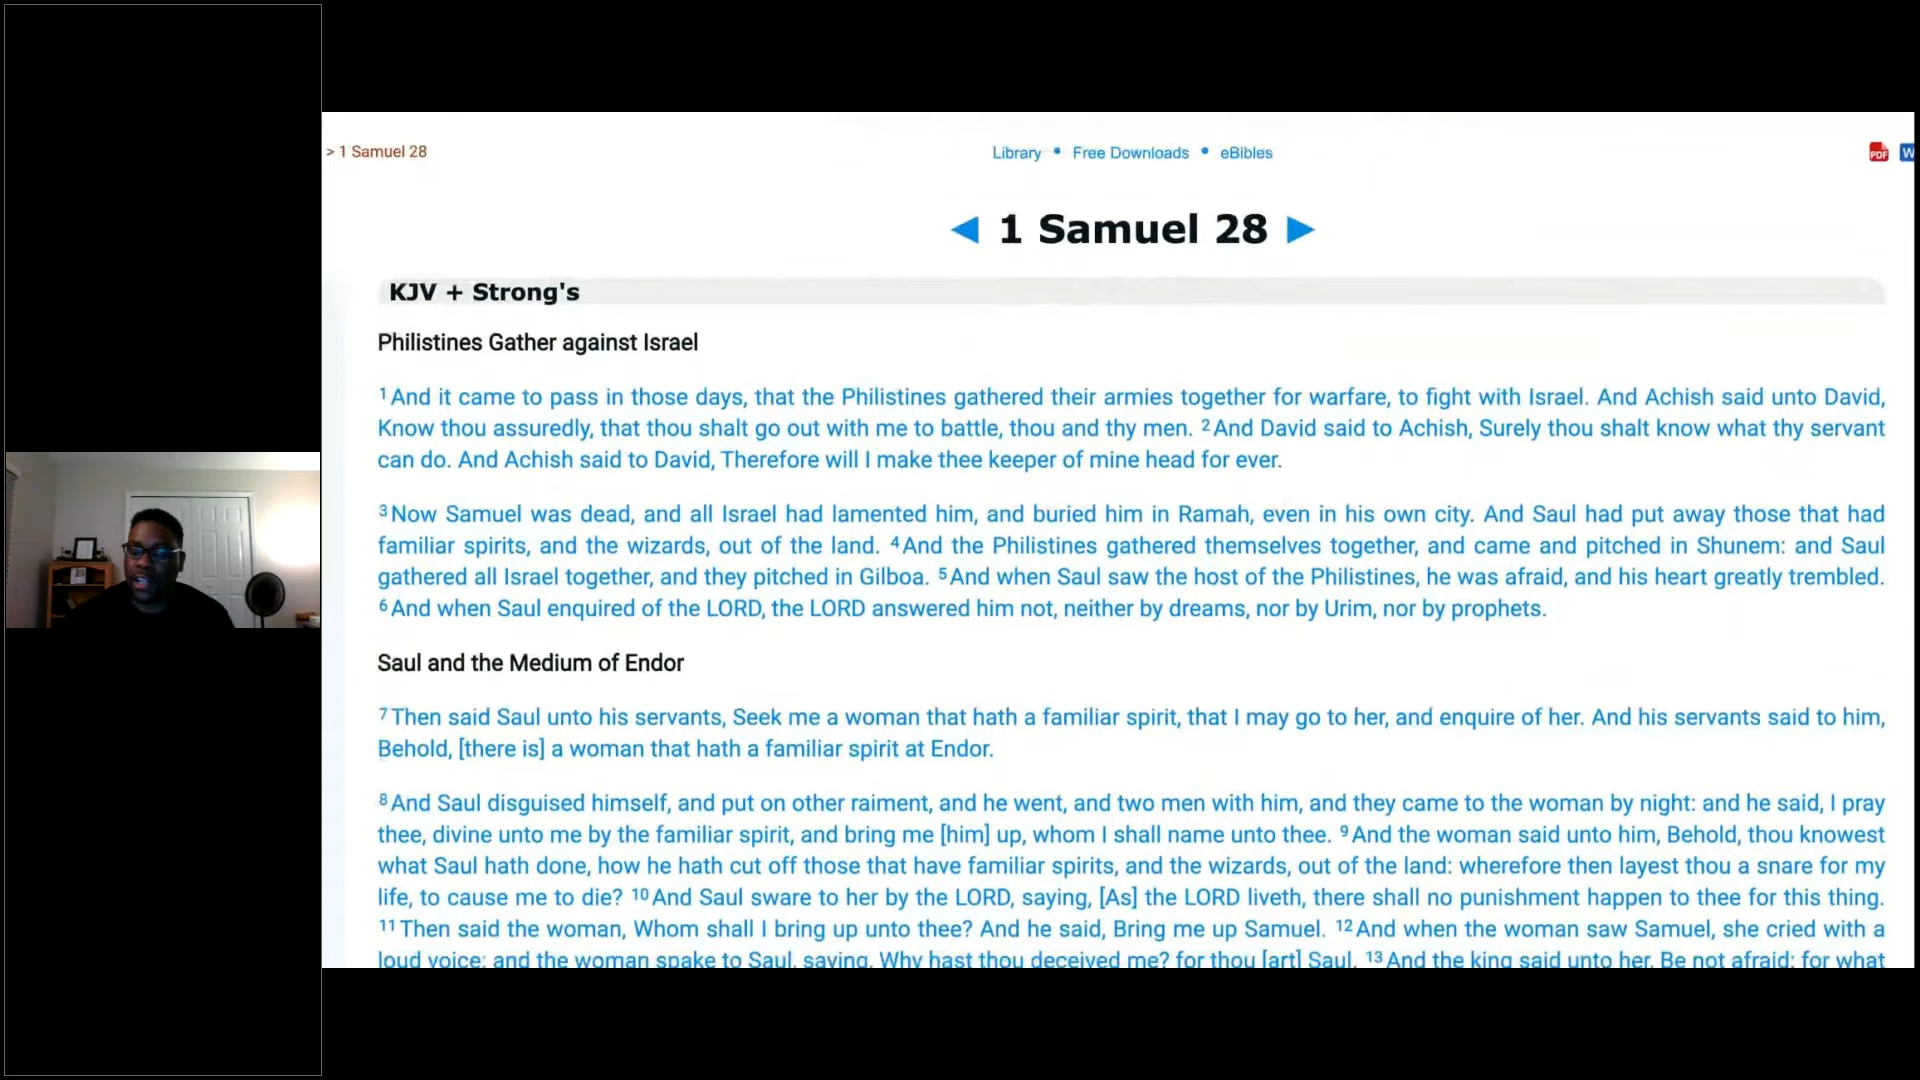 > 1 Samuel 28
Library • Free Downloads • eBibles
PDF W
1 Samuel 28
KJV + Strong's
Philistines Gather against Israel
1 And it came to pass in those days, that the Philistines gathered their armies together for warfare, to fight with Israel. And Achish said unto David,
Know thou assuredly, that thou shalt go out with me to battle, thou and thy men. 2 And David said to Achish, Surely thou shalt know what thy servant
can do. And Achish said to David, Therefore will I make thee keeper of mine head for ever.
3 Now Samuel was dead, and all Israel had lamented him, and buried him in Ramah, even in his own city. And Saul had put away those that had
familiar spirits, and the wizards, out of the land. 4 And the Philistines gathered themselves together, and came and pitched in Shunem: and Saul
gathered all Israel together, and they pitched in Gilboa. 5 And when Saul saw the host of the Philistines, he was afraid, and his heart greatly trembled.
6 And when Saul enquired of the LORD, the LORD answered him not, neither by dreams, nor by Urim, nor by prophets.
Saul and the Medium of Endor
7 Then said Saul unto his servants, Seek me a woman that hath a familiar spirit, that I may go to her, and enquire of her. And his servants said to him,
Behold, [there is] a woman that hath a familiar spirit at Endor.
8 And Saul disguised himself, and put on other raiment, and he went, and two men with him, and they came to the woman by night: and he said, I pray
thee, divine unto me by the familiar spirit, and bring me [him] up, whom I shall name unto thee. 9 And the woman said unto him, Behold, thou knowest
what Saul hath done, how he hath cut off those that have familiar spirits, and the wizards, out of the land: wherefore then layest thou a snare for my
life, to cause me to die? 10 And Saul sware to her by the LORD, saying, [As] the LORD liveth, there shall no punishment happen to thee for this thing.
11 Then said the woman, Whom shall I bring up unto thee? And he said, Bring me up Samuel. 12 And when the woman saw Samuel, she cried with a
loud voice: and the woman spake to Saul, saying, Why hast thou deceived me? for thou [art] Saul. 13 And the king said unto her, Be not afraid: for what